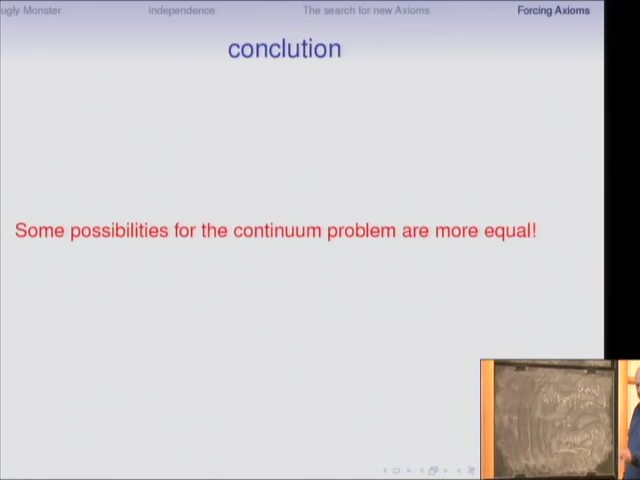 ugly Monster independence The search for new Axioms Forcing Axioms
conclution
Some possibilities for the continuum problem are more equal!